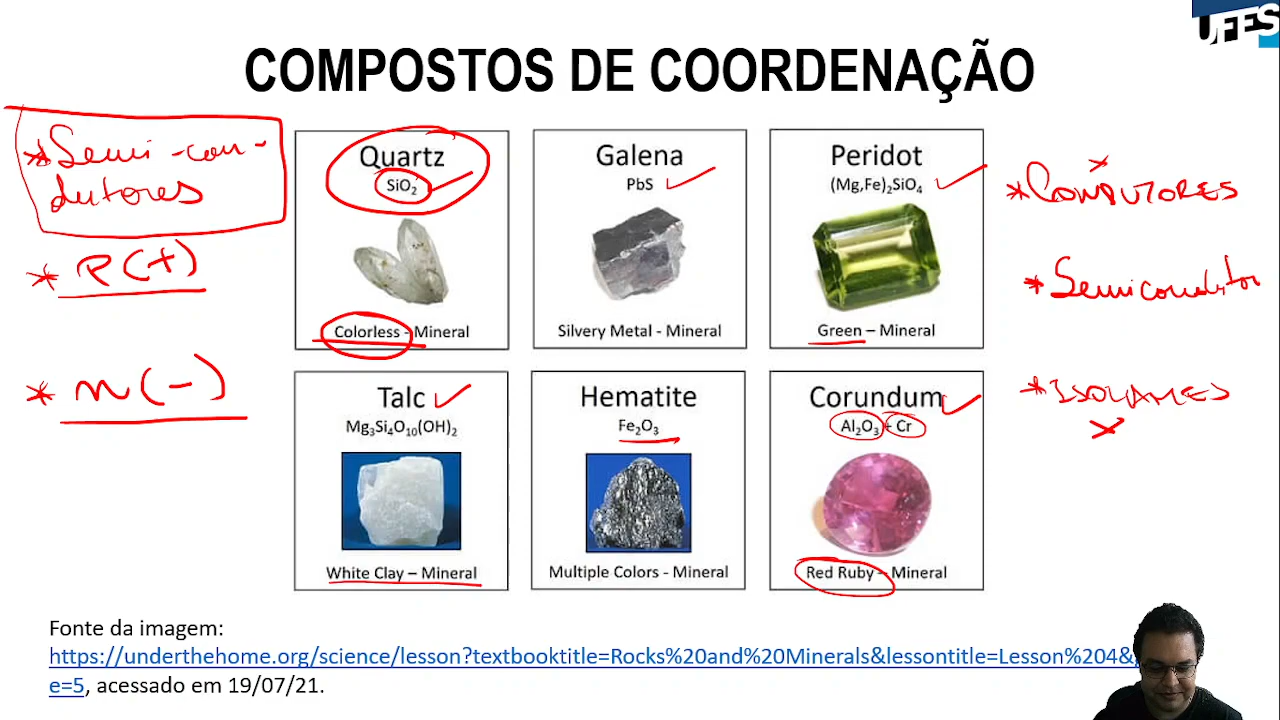 UFES
COMPOSTOS DE COORDENAÇÃO
* Semi-con-
dutores
* P(+)
* n(-)
Quartz
SiO₂
Colorless - Mineral
Galena
PbS
Silvery Metal - Mineral
Peridot
(Mg,Fe)₂SiO₄
Green – Mineral
Talc
Mg₃Si₄O₁₀(OH)₂
White Clay – Mineral
Hematite
Fe₂O₃
Multiple Colors - Mineral
Corundum
Al₂O₃ + Cr
Red Ruby – Mineral
* CONDUTORES
* Semicondutor
* ISOLANTES
Fonte da imagem:
https://underthehome.org/science/lesson?textbooktitle=Rocks%20and%20Minerals&lessontitle=Lesson%204&
e=5, acessado em 19/07/21.